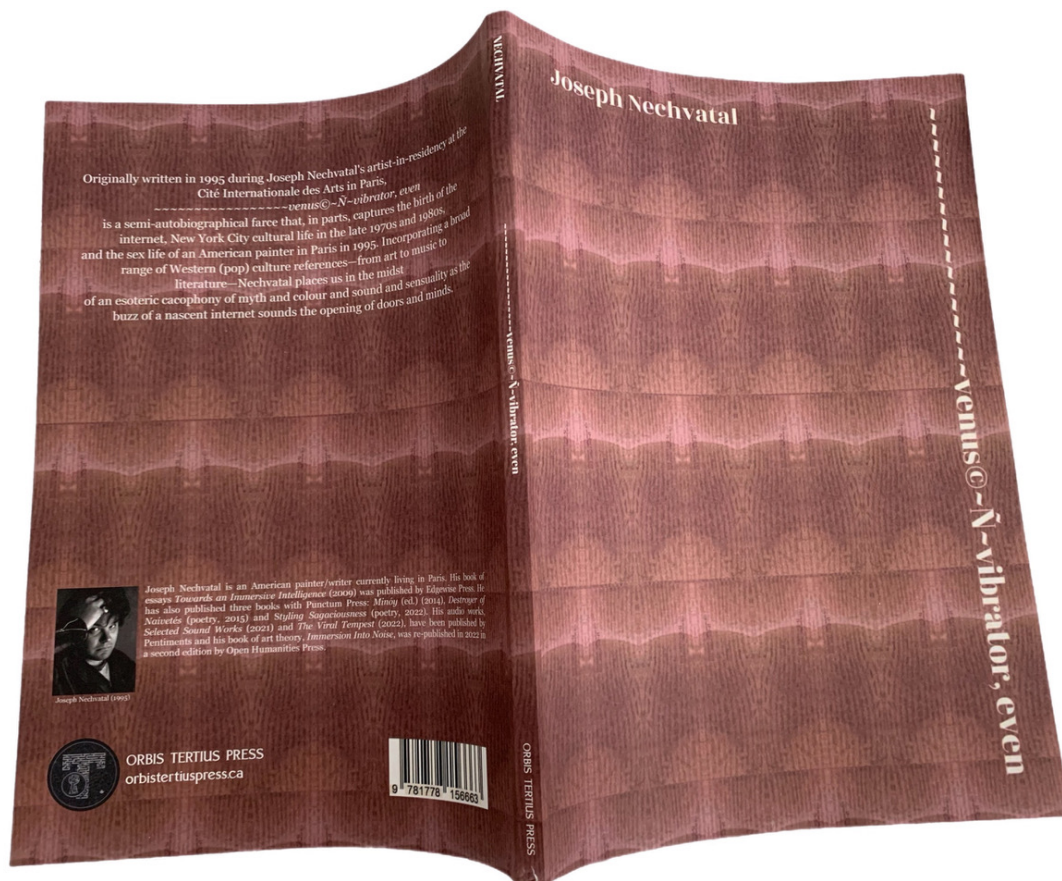 Originally written in 1995 during Joseph Nechvatal's artist-in-residency at the
Cité Internationale des Arts in Paris,
~~~~~~~~~~~~~~~~~~venus©~Ñ~vibrator, even
is a semi-autobiographical farce that, in parts, captures the birth of the
internet, New York City cultural life in the late 1970s and 1980s,
and the sex life of an American painter in Paris in 1995. Incorporating a broad
range of Western (pop) culture references—from art to music to
literature—Nechvatal places us in the midst
of an esoteric cacophony of myth and colour and sound and sensuality as the
buzz of a nascent internet sounds the opening of doors and minds.
Joseph Nechvatal is an American painter/writer currently living in Paris. His book of
essays Towards an Immersive Intelligence (2009) was published by Edgewise Press. He
has also published three books with Punctum Press: Minóy (ed.) (2014), Destroyer of
Naivetés (poetry, 2015) and Styling Sagaciousness (poetry, 2022). His audio works,
Selected Sound Works (2021) and The Viral Tempest (2022), have been published by
Pentiments and his book of art theory, Immersion Into Noise, was re-published in 2022 in
a second edition by Open Humanities Press.
Joseph Nechvatal (1995)
ORBIS TERTIUS PRESS
orbistertiuspress.ca
9 781778 156663
NECHVATAL
~~~~~~~~~~~~~~~~~~venus©~Ñ~vibrator, even
ORBIS TERTIUS PRESS
Joseph Nechvatal
~~~~~~~~~~~~~~~~~~venus©~Ñ~vibrator, even